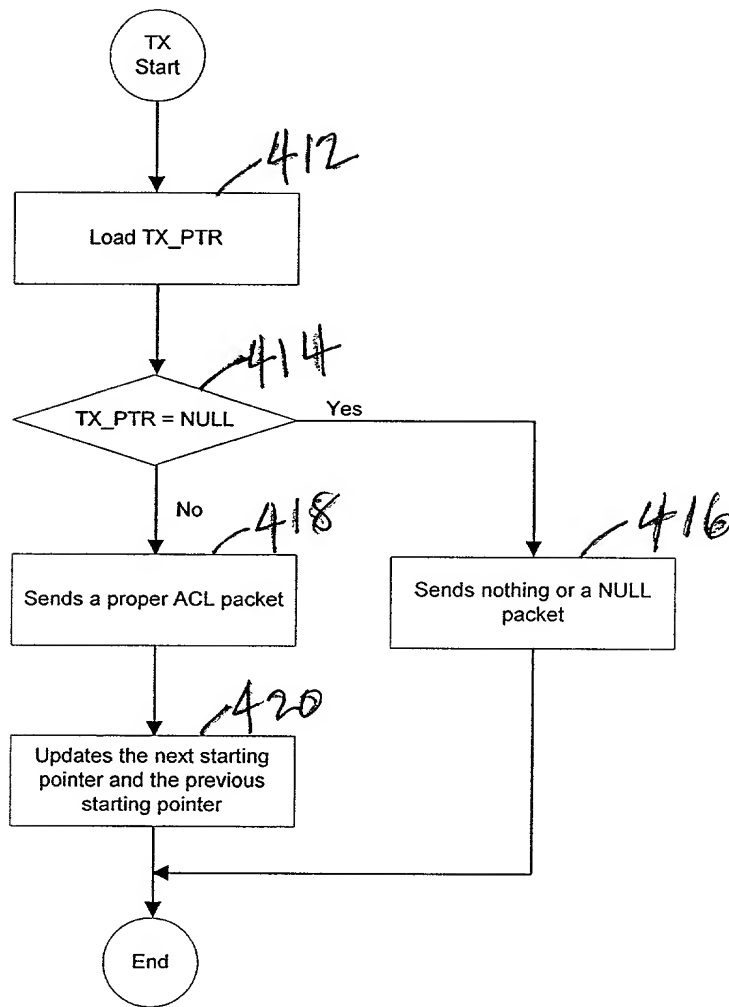 TX
Start
412
Load TX_PTR
414
TX_PTR = NULL
Yes
No
418
416
Sends a proper ACL packet
Sends nothing or a NULL
packet
420
Updates the next starting
pointer and the previous
starting pointer
End